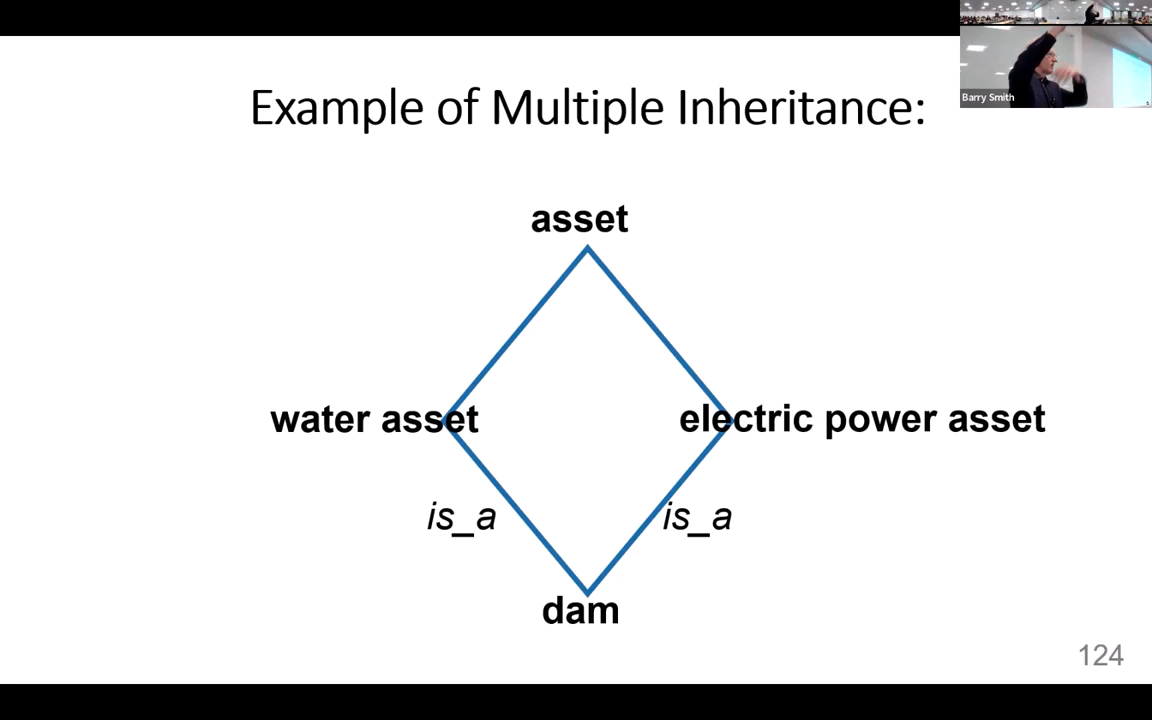 Barry Smith
Example of Multiple Inheritance:
asset
water asset
electric power asset
is_a
is_a
dam
124